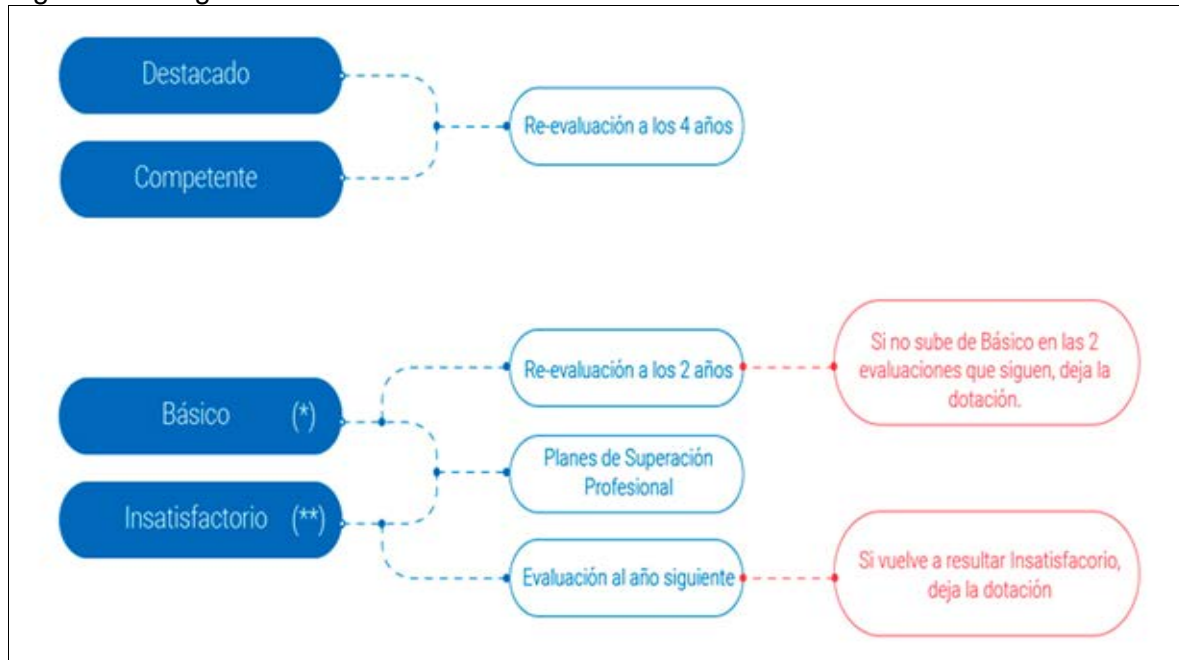 Destacado
Competente
Re-evaluación a los 4 años
Básico (*)
Insatisfactorio (**)
Re-evaluación a los 2 años
Planes de Superación
Profesional
Evaluación al año siguiente
Si no sube de Básico en las 2
evaluaciones que siguen, deja la
dotación.
Si vuelve a resultar Insatisfacorio,
deja la dotación